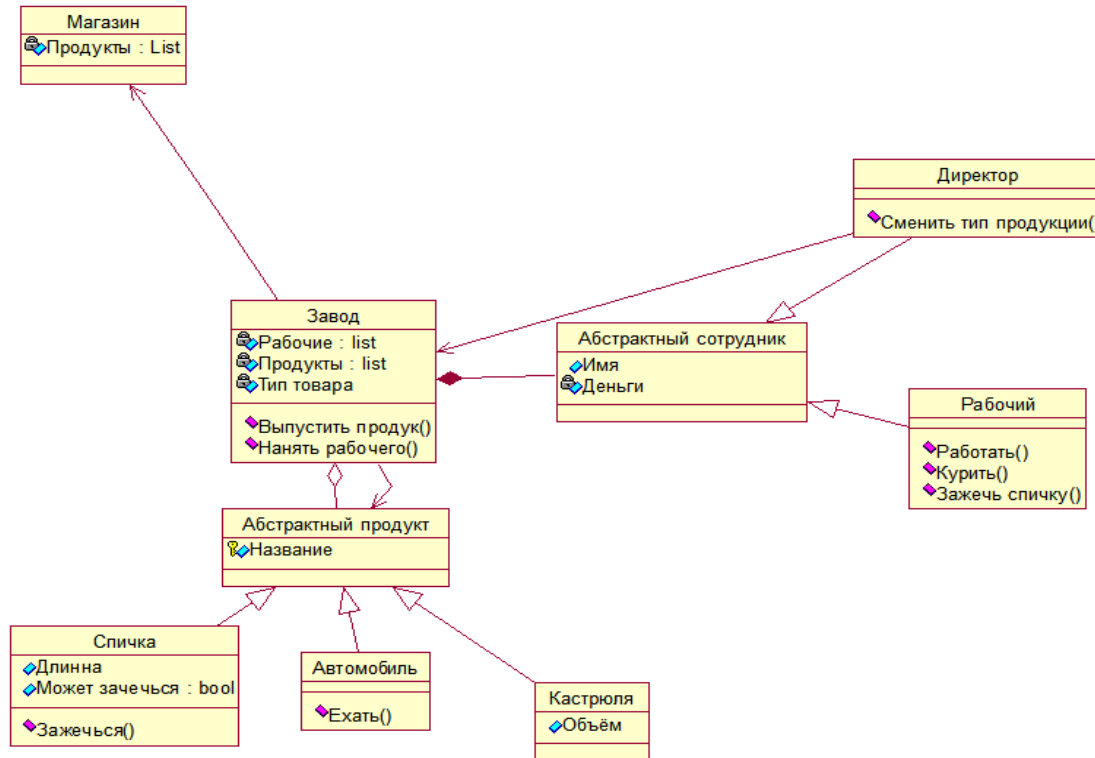 Магазин
Продукты : List
Директор
Сменить тип продукции(
Завод
Рабочие : list
Продукты : list
Тип товара
Выпустить продук()
Нанять рабочего()
Абстрактный сотрудник
Имя
Деньги
Рабочий
Работать()
Курить()
Зажечь спичку()
Абстрактный продукт
Название
Спичка
Длинна
Может зачечься : bool
Зажечься()
Автомобиль
Ехать()
Кастрюля
Объём